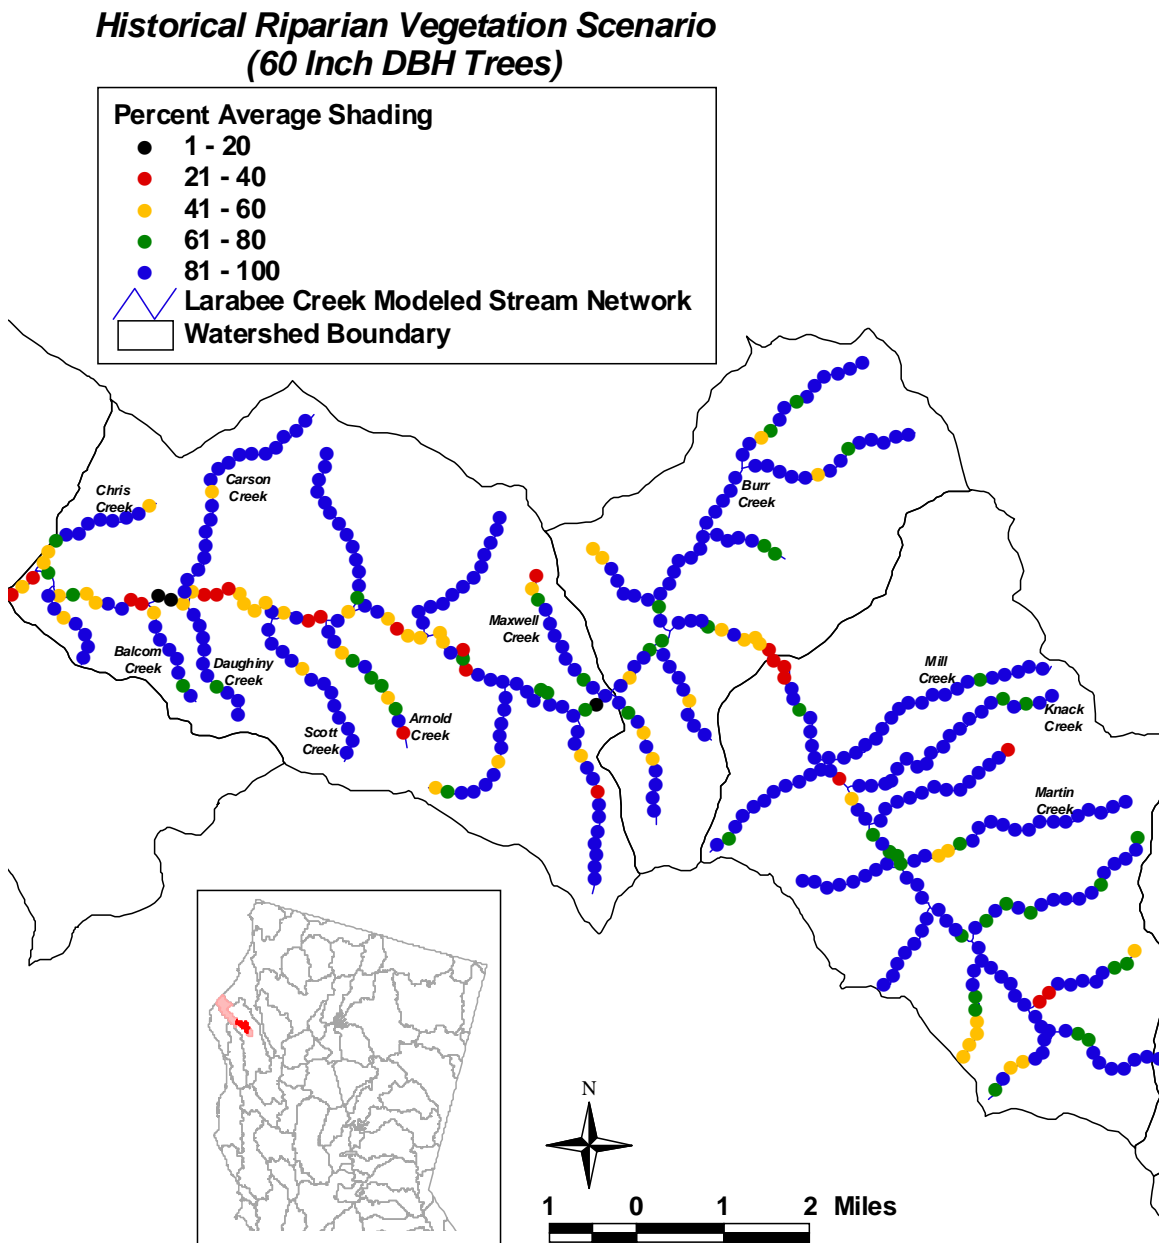 Historical Riparian Vegetation Scenario
(60 Inch DBH Trees)
Percent Average Shading
1 - 20
21 - 40
41 - 60
61 - 80
81 - 100
Larabee Creek Modeled Stream Network
Watershed Boundary
Carson
Creek
Chris
Creek
Burr
Creek
Maxwell
Creek
Balcom
Creek
Daughiny
Creek
Scott
Creek
Arnold
Creek
Mill
Creek
Knack
Creek
Martin
Creek
N
1 0 1 2 Miles